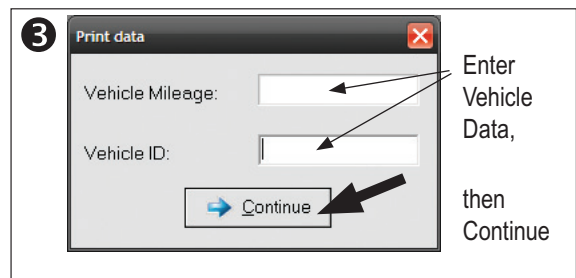 3
Print data
Vehicle Mileage:
Vehicle ID:
Continue
Enter
Vehicle
Data,
then
Continue